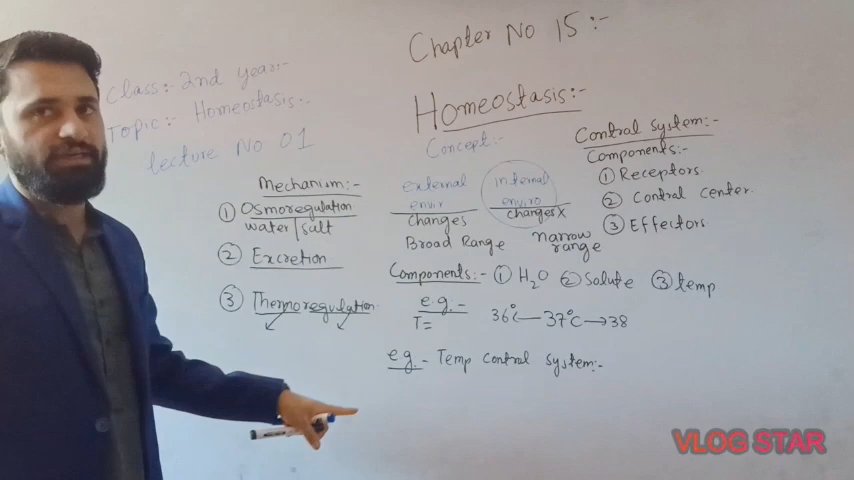 Chapter No 15:-
Class:- 2nd year:-
Topic:- Homeostasis:-
lecture No 01
Homeostasis:-
Concept:-
Mechanism:-
① Osmoregulation
water | salt
② Excretion
③ Thermoregulation
external internal
envir enviro
changes changes X
Broad Range narrow range
Control system:-
Components:-
① Receptors
② Control center
③ Effectors
Components:- ① H2O ② Solute ③ temp
e.g.-
T= 36°C — 37°C → 38
e.g.- Temp Control system:-
VLOG STAR